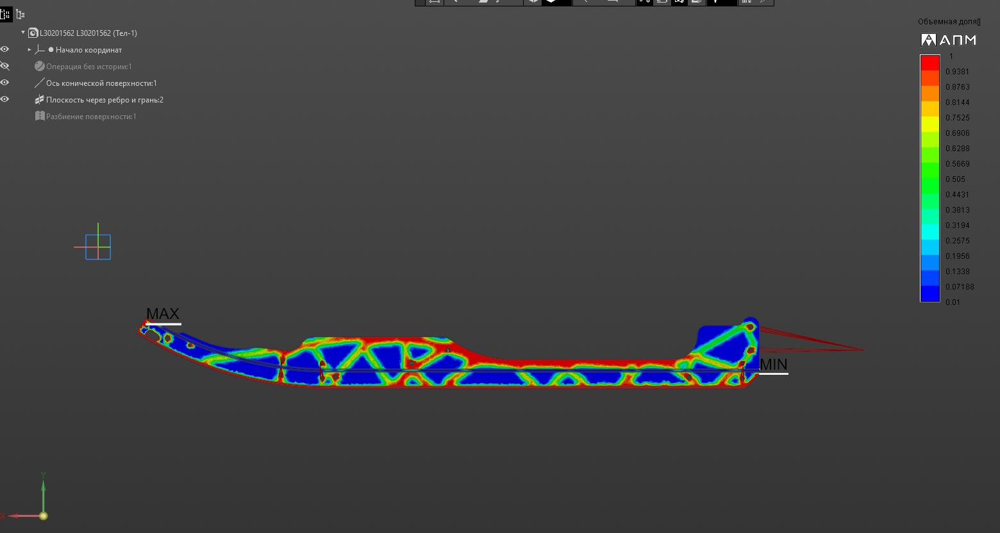 L30201562 L30201562 (Тел-1)
Начало координат
Операция без истории:1
Ось конической поверхности:1
Плоскость через ребро и грань:2
Разбиение поверхности:1
Объемная доля[]
АПМ
1
0.9381
0.8763
0.8144
0.7525
0.6906
0.6288
0.5669
0.505
0.4431
0.3813
0.3194
0.2575
0.1956
0.1338
0.07188
0.01
MAX
MIN
Y
X